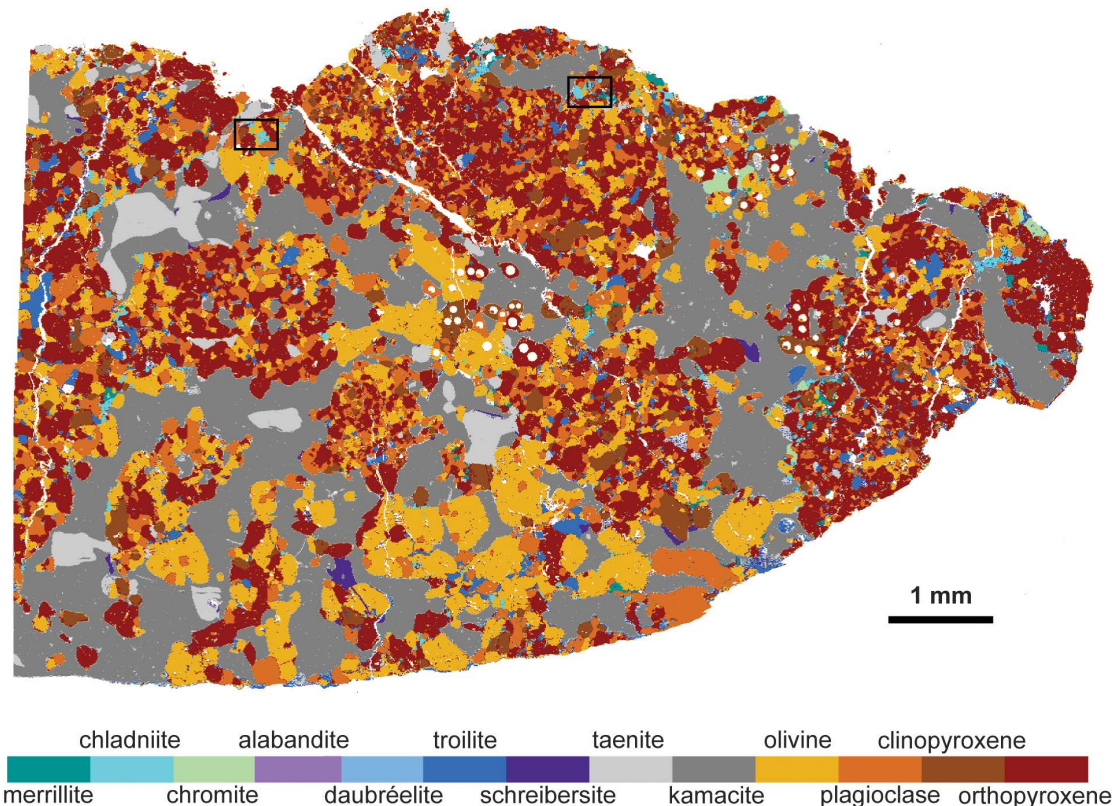 1 mm
chladniite alabandite troilite taenite olivine clinopyroxene
merrillite chromite daubréelite schreibersite kamacite plagioclase orthopyroxene